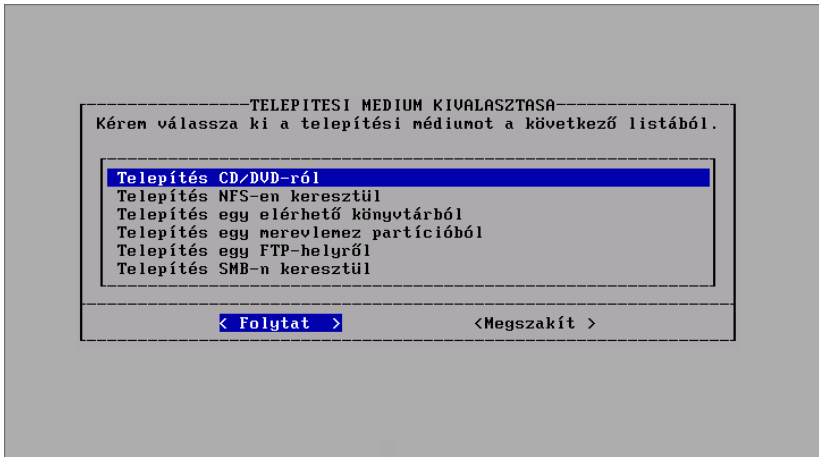 TELEPITESI MEDIUM KIVALASZTASA
Kérem válassza ki a telepítési médiumot a következő listából.
Telepítés CD/DVD-ról
Telepítés NFS-en keresztül
Telepítés egy elérhető könyvtárból
Telepítés egy merevlemez partícióból
Telepítés egy FTP-helyről
Telepítés SMB-n keresztül
< Folytat > <Megszakít >